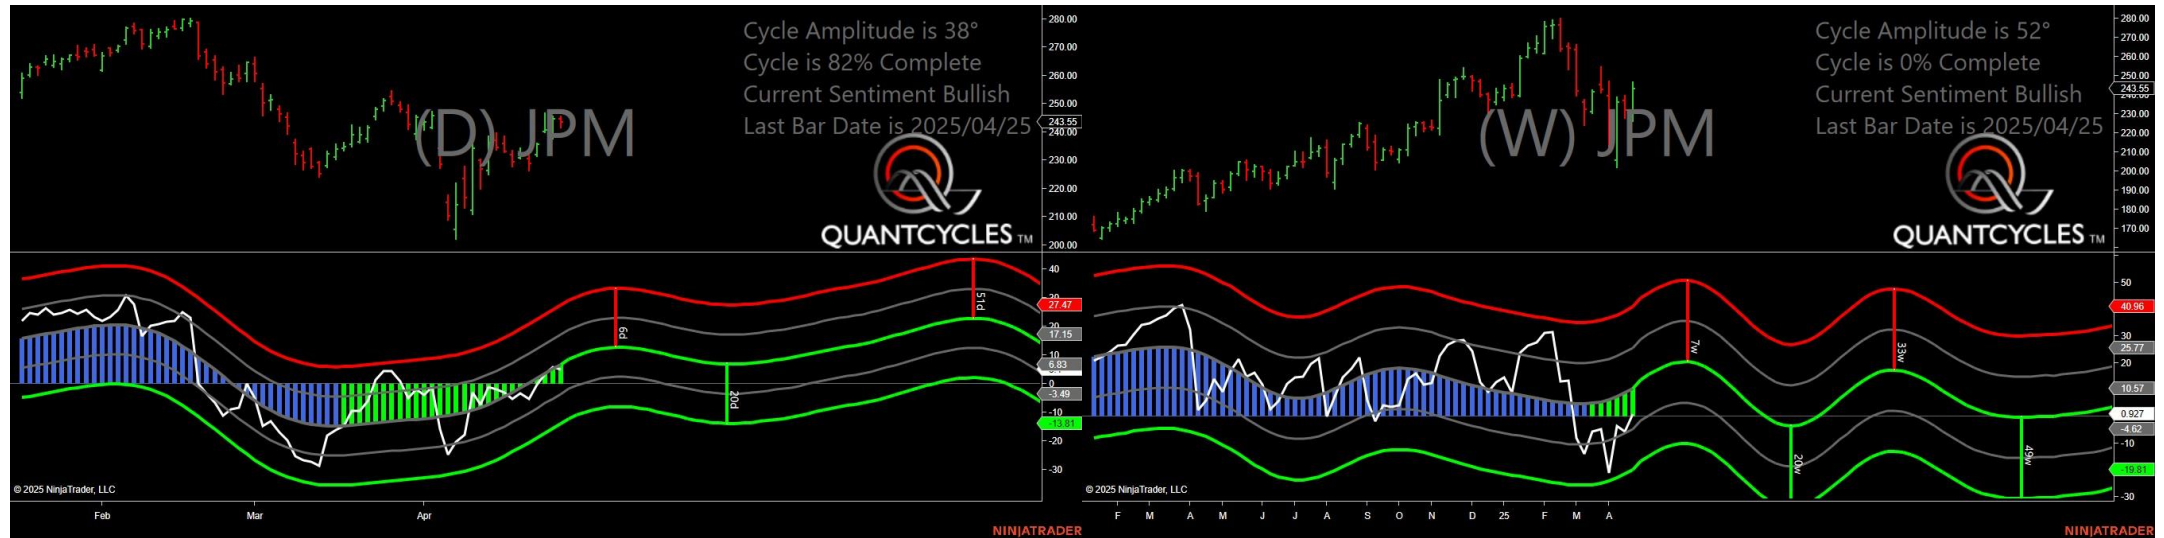 Cycle Amplitude is 38°
Cycle is 82% Complete
Current Sentiment Bullish
Last Bar Date is 2025/04/25
(D) JPM
QUANTCYCLES TM
280.00
270.00
260.00
250.00
243.55
240.00
230.00
220.00
210.00
200.00
40
27.47
20
17.15
10
6.83
0
-3.49
-10
-13.81
-20
-30
6d
20d
51d
© 2025 NinjaTrader, LLC
Feb Mar Apr
NINJATRADER
Cycle Amplitude is 52°
Cycle is 0% Complete
Current Sentiment Bullish
Last Bar Date is 2025/04/25
(W) JPM
QUANTCYCLES TM
280.00
270.00
260.00
250.00
243.55
240.00
230.00
220.00
210.00
200.00
190.00
180.00
170.00
50
40.96
30
25.77
20
10.57
0.927
-4.62
-10
-19.81
-30
7w
20w
33w
49w
© 2025 NinjaTrader, LLC
F M A M J J A S O N D 25 F M A
NINJATRADER